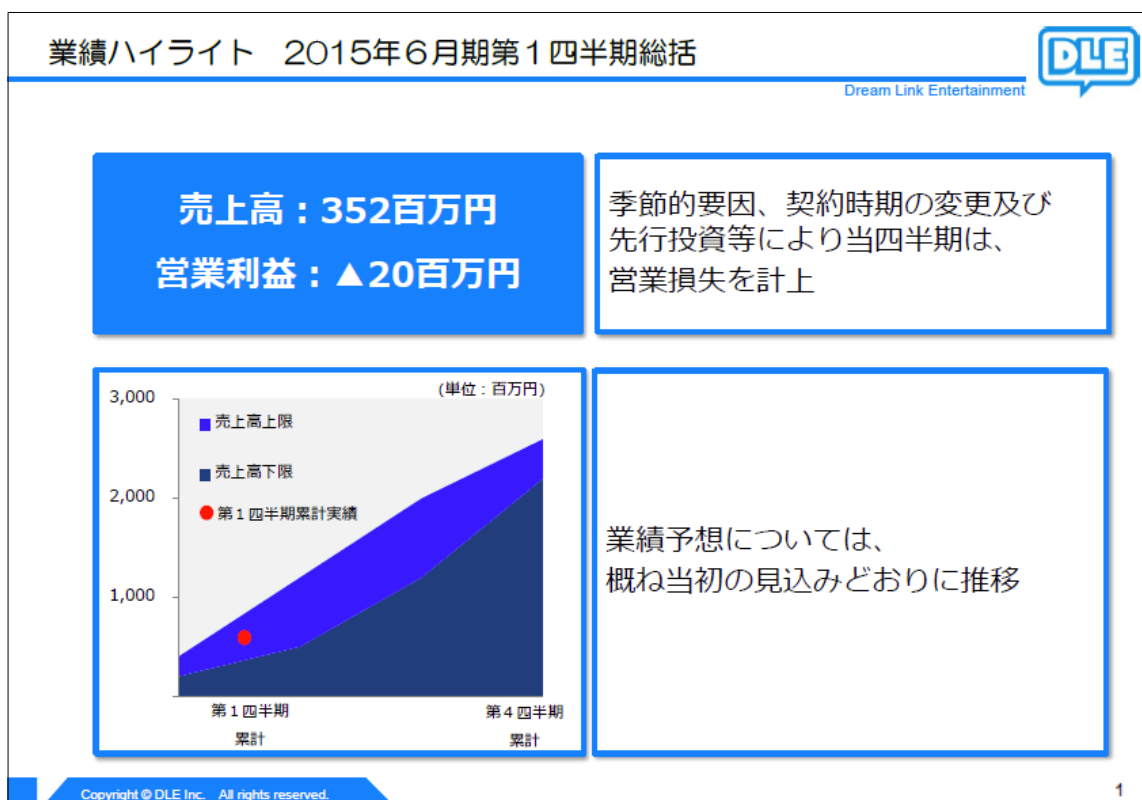 業績ハイライト　2015年6月期第1四半期総括
DLE
Dream Link Entertainment
売上高：352百万円
営業利益：▲20百万円
季節的要因、契約時期の変更及び
先行投資等により当四半期は、
営業損失を計上
(単位：百万円)
3,000
2,000
1,000
売上高上限
売上高下限
第１四半期累計実績
第１四半期
累計
第４四半期
累計
業績予想については、
概ね当初の見込みどおりに推移
Copyright © DLE Inc.　All rights reserved.
1